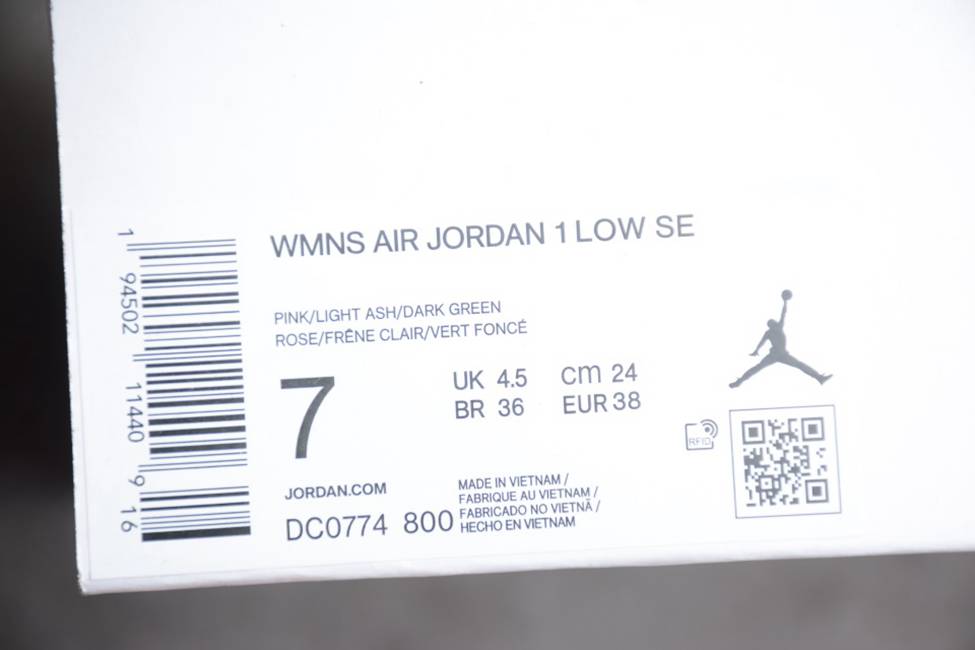 WMNS AIR JORDAN 1 LOW SE
PINK/LIGHT ASH/DARK GREEN
ROSE/FRÊNE CLAIR/VERT FONCÉ
7
UK 4.5 cm 24
BR 36 EUR 38
RFID
JORDAN.COM
DC0774 800
MADE IN VIETNAM /
FABRIQUE AU VIETNAM /
FABRICADO NO VIETNÃ /
HECHO EN VIETNAM
1 94502 11440 9 16